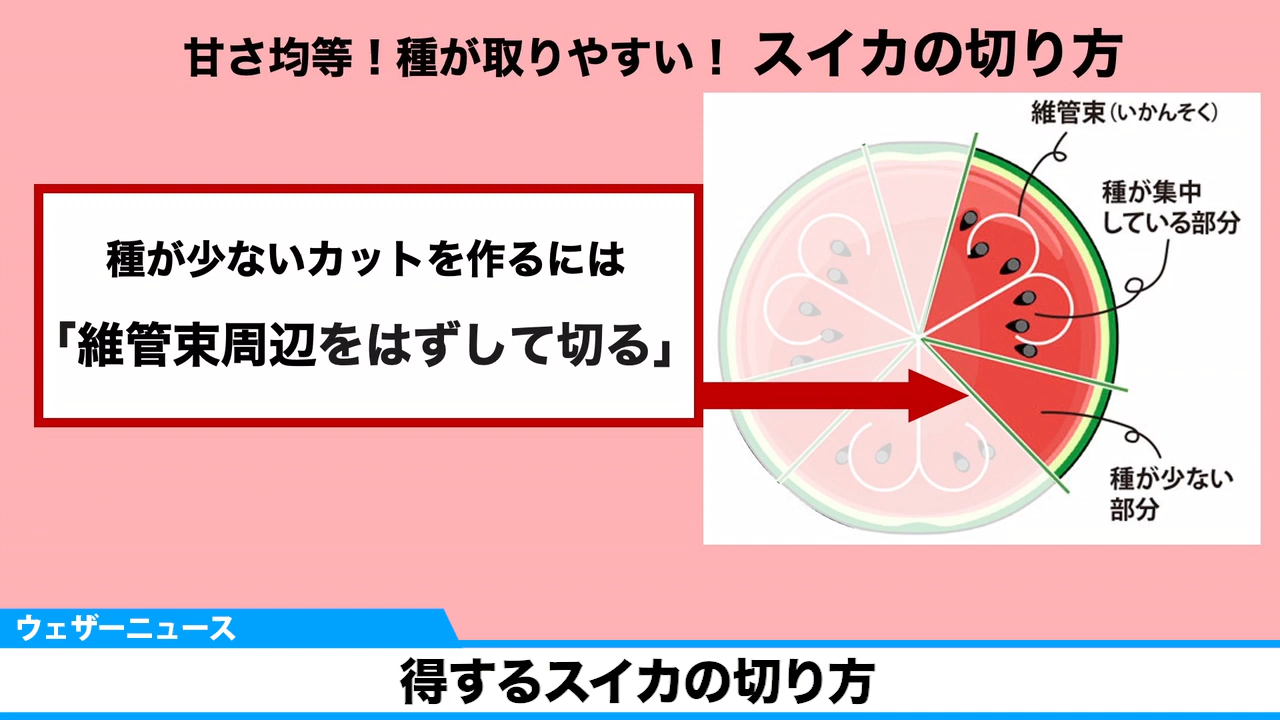 甘さ均等！種が取りやすい！ スイカの切り方
維管束（いかんそく）
種が集中
している部分
種が少ないカットを作るには
「維管束周辺をはずして切る」
種が少ない
部分
ウェザーニュース
得するスイカの切り方